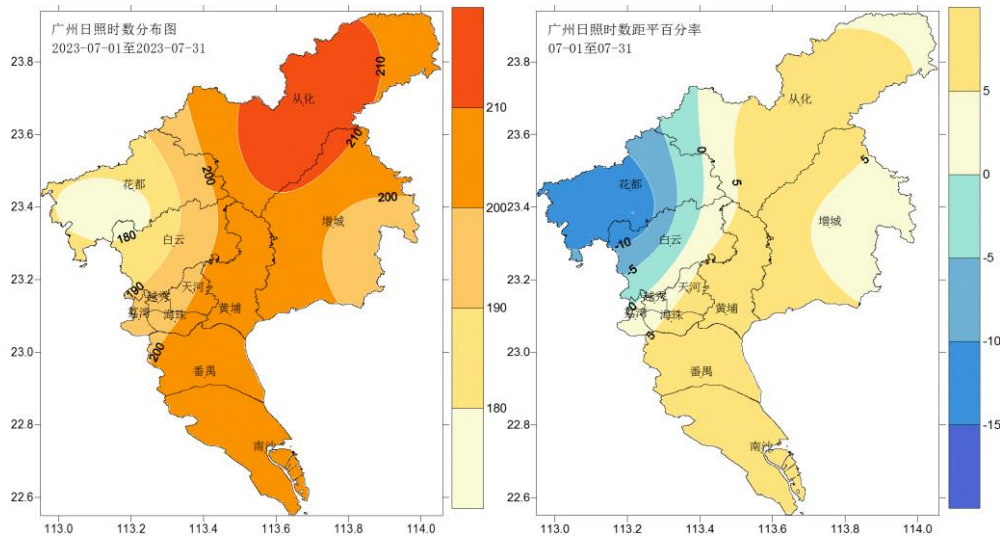 广州日照时数分布图
2023-07-01至2023-07-31
23.8
23.6
23.4
23.2
23.0
22.8
22.6
113.0
113.2
113.4
113.6
113.8
114.0
210
从化
210
200
花都
200
增城
180
白云
190
越秀
天河
荔湾
海珠
黄埔
200
番禺
南沙
210
200
190
180
广州日照时数距平百分率
07-01至07-31
23.8
23.6
23.4
23.2
23.0
22.8
22.6
113.0
113.2
113.4
113.6
113.8
114.0
从化
0
5
5
花都
增城
-10
白云
-5
天河
越秀
0
荔湾
海珠
黄埔
5
番禺
南沙
5
0
-5
-10
-15